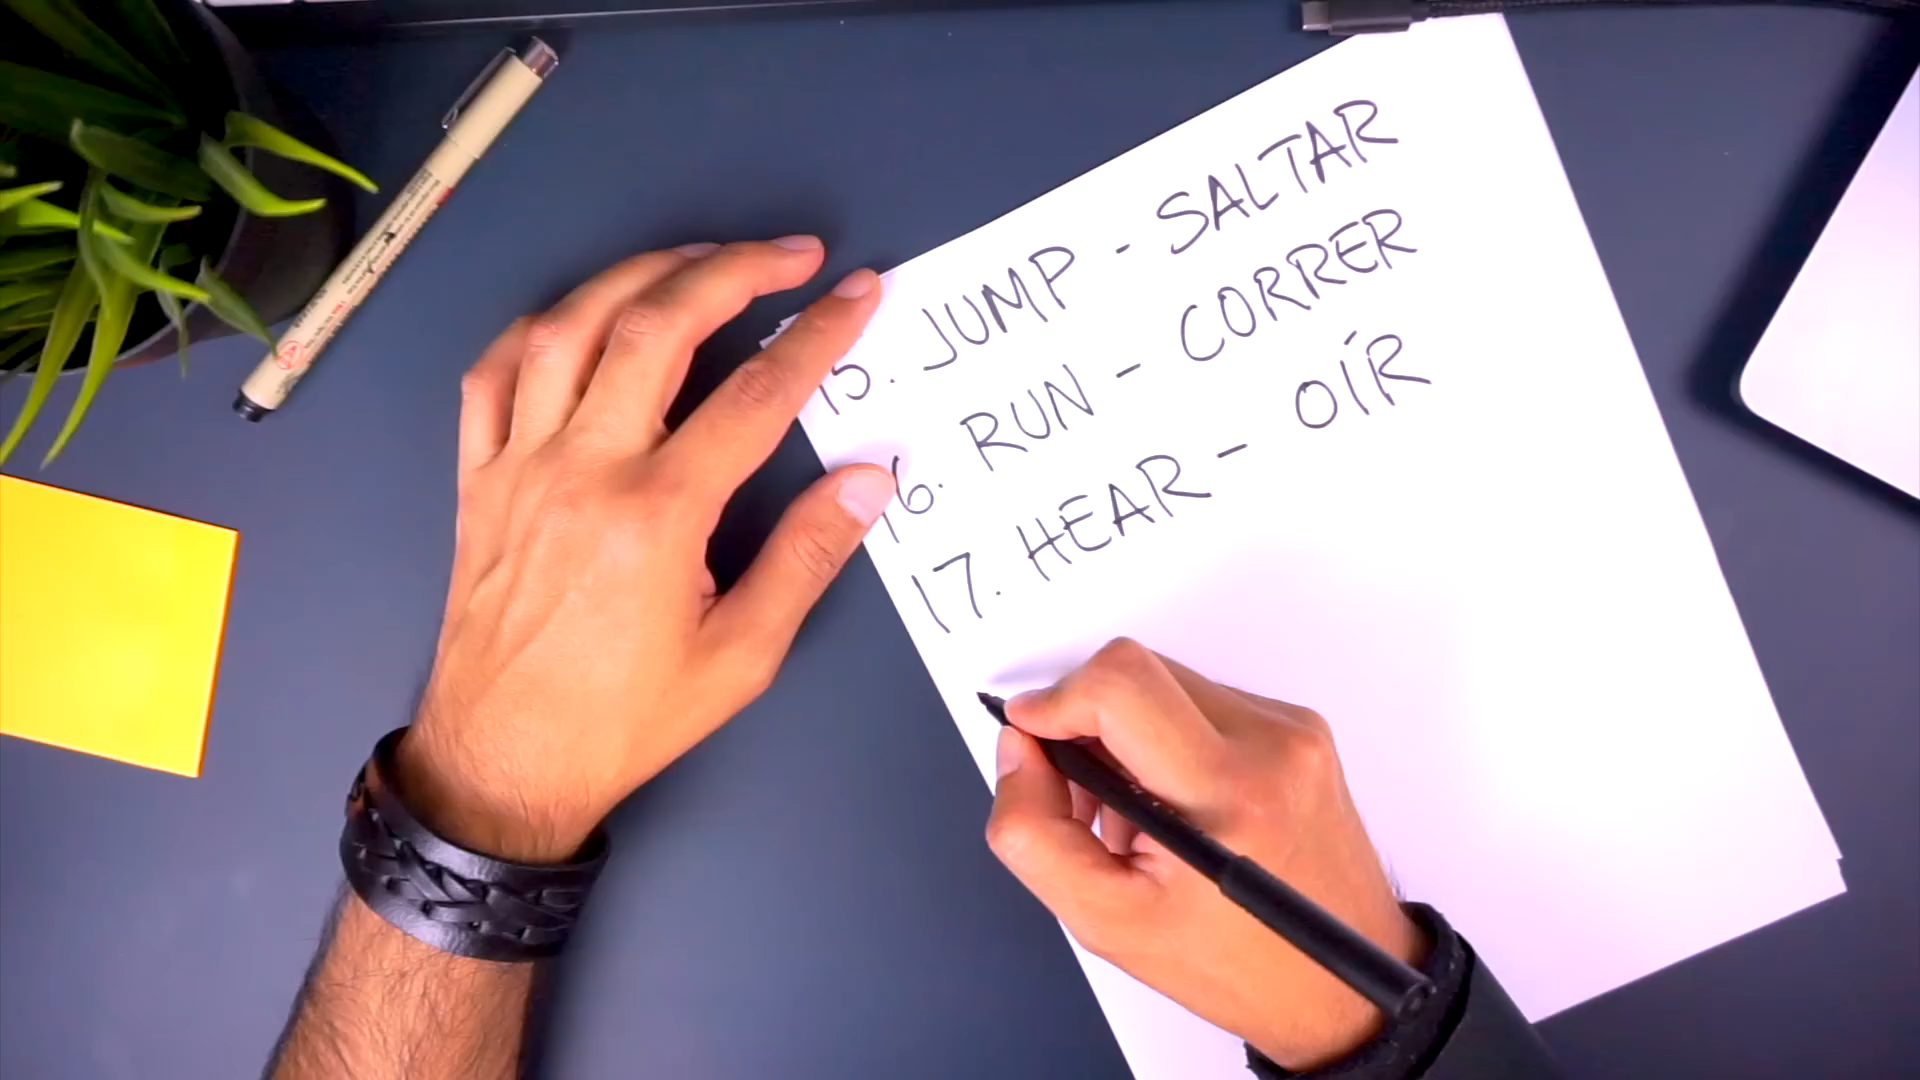 15. JUMP - SALTAR
16. RUN - CORRER
17. HEAR - OÍR